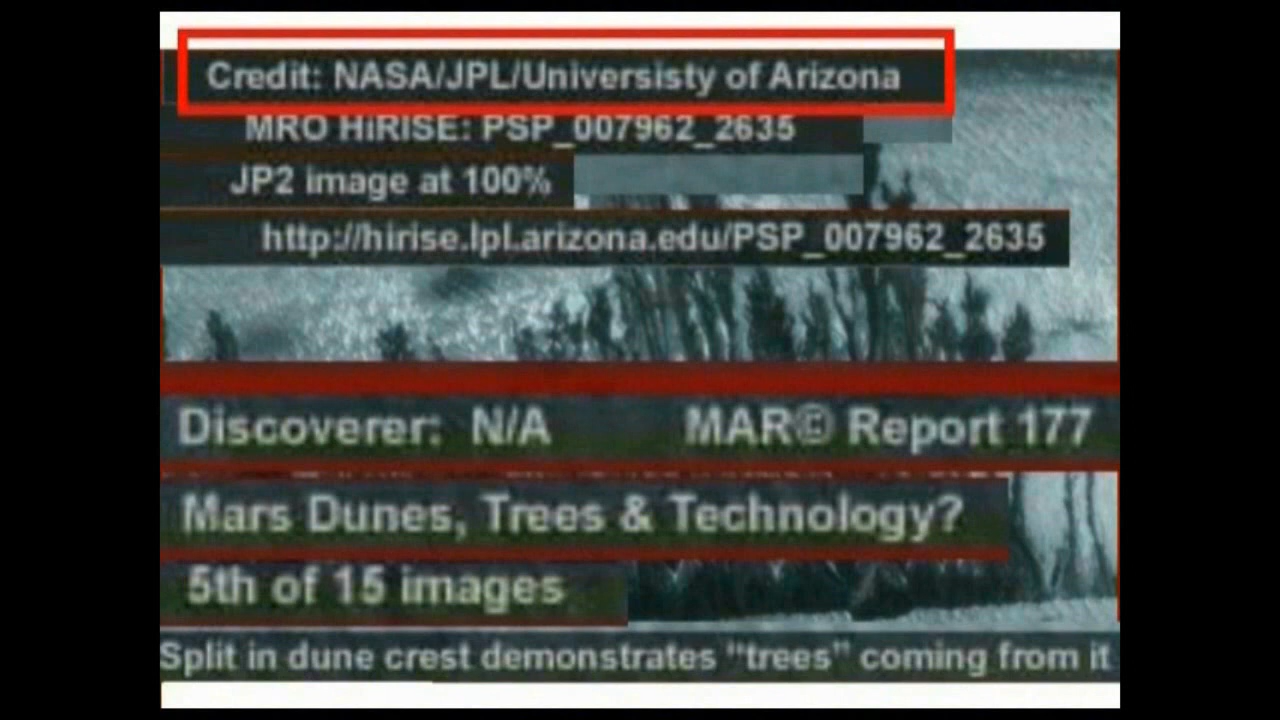 Credit: NASA/JPL/Universisty of Arizona
MRO HiRISE: PSP_007962_2635
JP2 image at 100%
http://hirise.lpl.arizona.edu/PSP_007962_2635
Discoverer: N/A MAR© Report 177
Mars Dunes, Trees & Technology?
5th of 15 images
Split in dune crest demonstrates "trees" coming from it